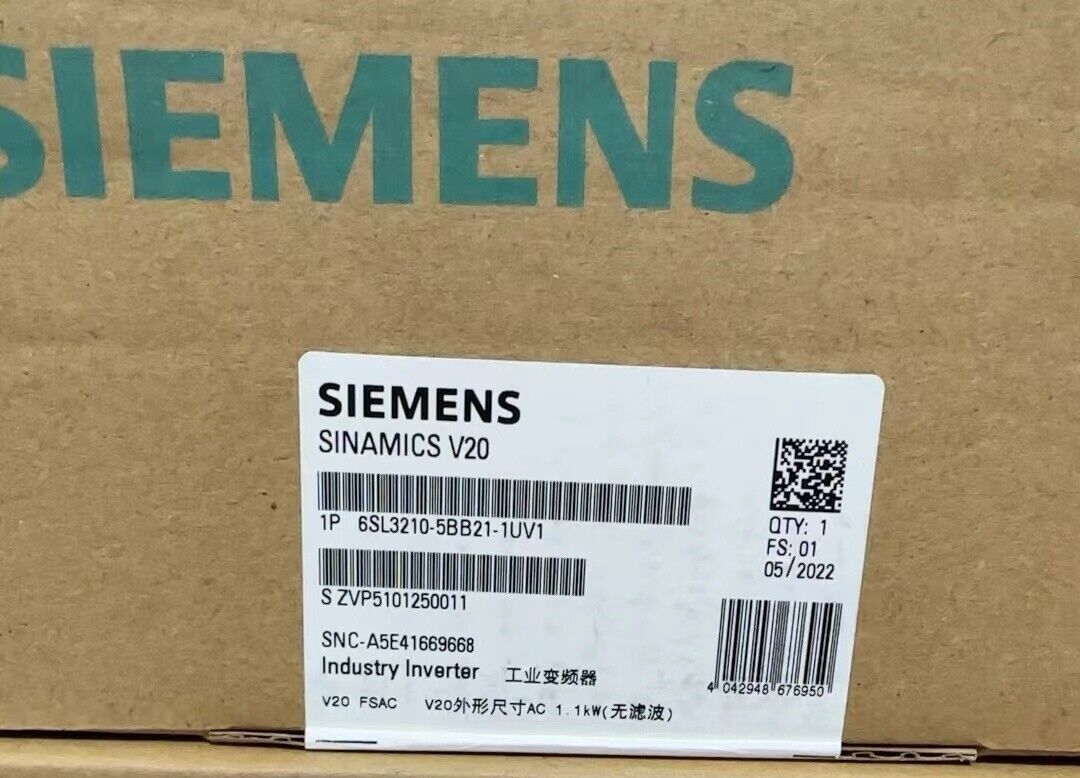 SIEMENS
SIEMENS
SINAMICS V20
1P 6SL3210-5BB21-1UV1
QTY: 1
FS: 01
05/2022
S ZVP5101250011
SNC-A5E41669668
Industry Inverter 工业变频器
4 042948 676950
V20 FSAC V20外形尺寸AC 1.1kW(无滤波)